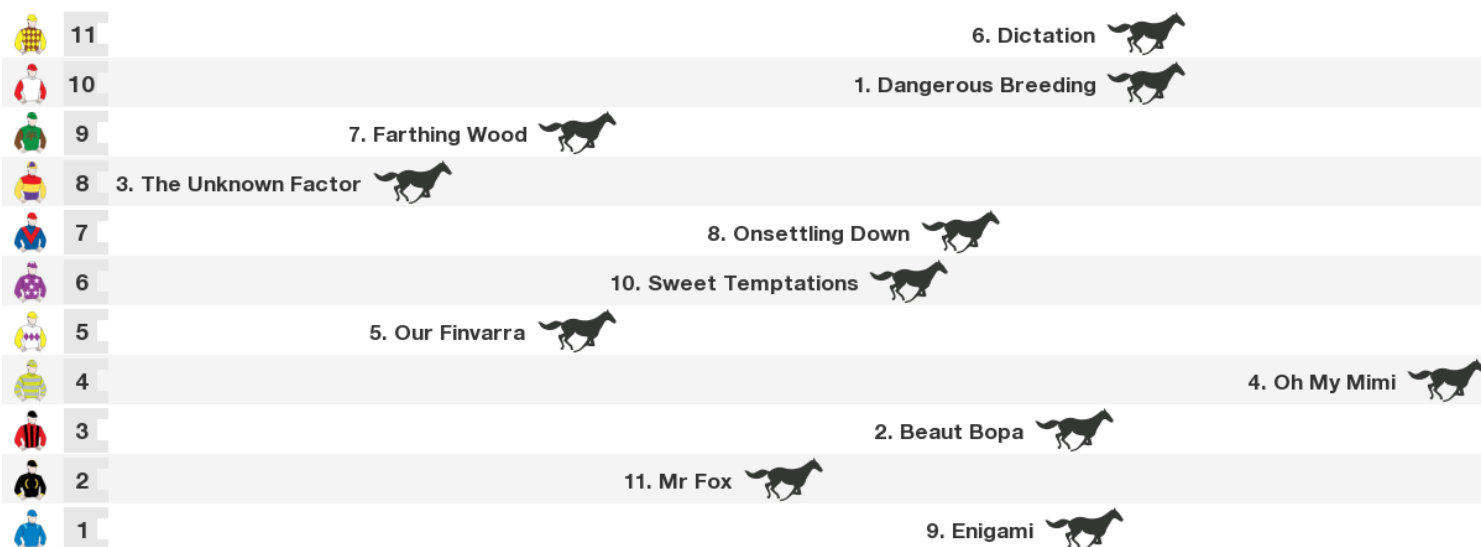 11 6. Dictation
10 1. Dangerous Breeding
9 7. Farthing Wood
8 3. The Unknown Factor
7 8. Onsettling Down
6 10. Sweet Temptations
5 5. Our Finvarra
4 4. Oh My Mimi
3 2. Beaut Bopa
2 11. Mr Fox
1 9. Enigami